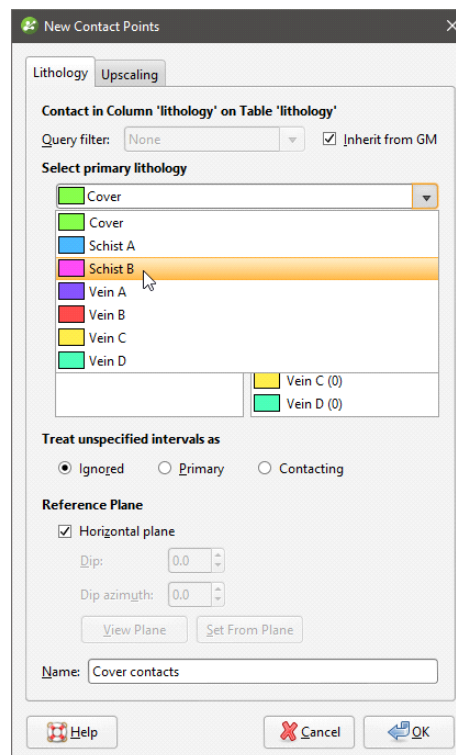 New Contact Points
Lithology Upscaling
Contact in Column 'lithology' on Table 'lithology'
Query filter: None Inherit from GM
Select primary lithology
Cover
Cover
Schist A
Schist B
Vein A
Vein B
Vein C
Vein D
Vein C (0)
Vein D (0)
Treat unspecified intervals as
Ignored Primary Contacting
Reference Plane
Horizontal plane
Dip: 0.0
Dip azimuth: 0.0
View Plane Set From Plane
Name: Cover contacts
Help Cancel OK